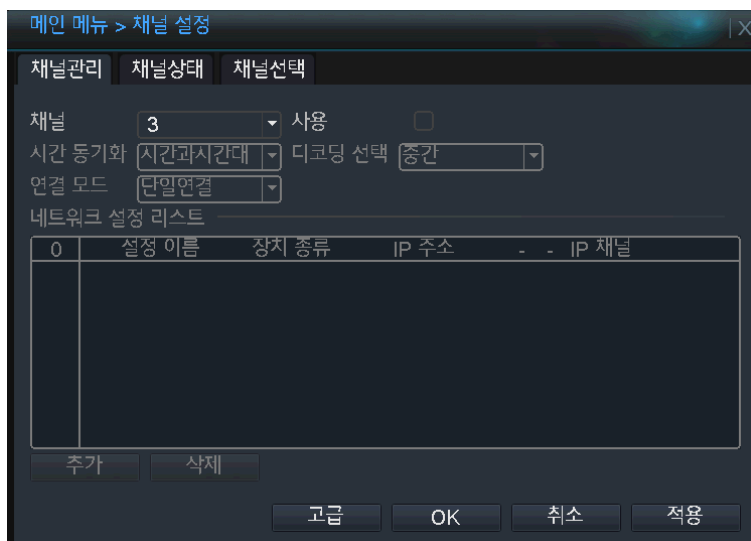 메인 메뉴 > 채널 설정 X
채널관리 채널상태 채널선택
채널 3 사용
시간 동기화 시간과시간대 디코딩 선택 중간
연결 모드 단일연결
네트워크 설정 리스트
0 설정 이름 장치 종류 IP 주소 - - IP 채널
추가 삭제
고급 OK 취소 적용